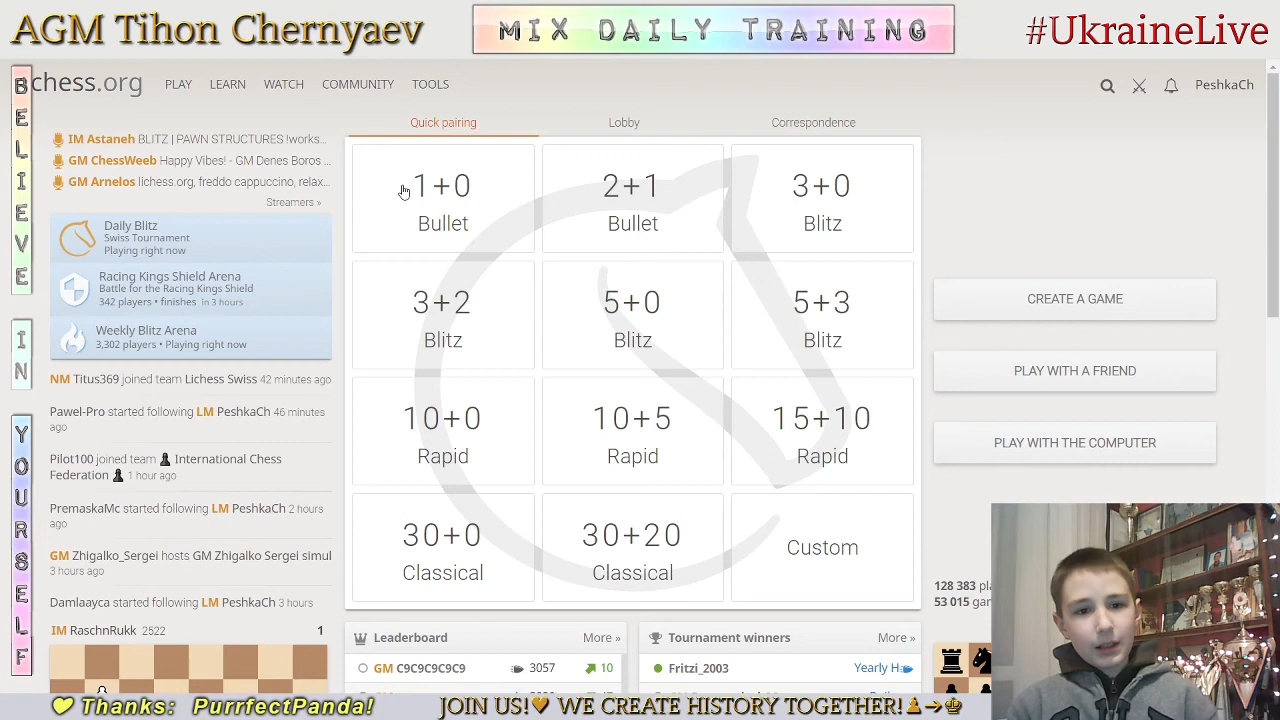 AGM Tihon Chernyaev
MIX DAILY TRAINING
#UkraineLive
BELIEVE
IN
YOURSELF
chess.org
PLAY
LEARN
WATCH
COMMUNITY
TOOLS
PeshkaCh
IM Astaneh BLITZ | PAWN STRUCTURES !works...
GM ChessWeeb Happy Vibes! - GM Denes Boros ...
GM Arnelos lichess.org, freddo cappuccino, relax...
Streamers »
Daily Blitz
Swiss Tournament
Playing right now
Racing Kings Shield Arena
Battle for the Racing Kings Shield
342 players • finishes in 3 hours
Weekly Blitz Arena
3,302 players • Playing right now
NM Titus369 joined team Lichess Swiss 42 minutes ago
Pawel-Pro started following LM PeshkaCh 46 minutes
ago
Pilot100 joined team International Chess
Federation 1 hour ago
PremaskaMc started following LM PeshkaCh 2 hours
ago
GM Zhigalko_Sergei hosts GM Zhigalko Sergei simul
3 hours ago
Damlaayca started following LM PeshkaCh 3 hours
IM RaschnRukk 2522 1
Quick pairing
Lobby
Correspondence
1+0
Bullet
2+1
Bullet
3+0
Blitz
3+2
Blitz
5+0
Blitz
5+3
Blitz
10+0
Rapid
10+5
Rapid
15+10
Rapid
30+0
Classical
30+20
Classical
Custom
CREATE A GAME
PLAY WITH A FRIEND
PLAY WITH THE COMPUTER
128 383 pla
53 015 gam
Leaderboard More »
GM C9C9C9C9C9 3057 10
Tournament winners More »
Fritzi_2003 Yearly H
Thanks: PurrfectPanda!
JOIN US! WE CREATE HISTORY TOGETHER!